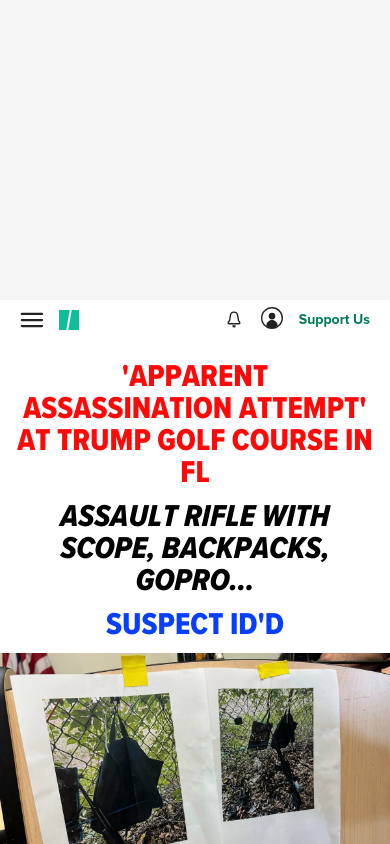 Support Us
'APPARENT
ASSASSINATION ATTEMPT'
AT TRUMP GOLF COURSE IN
FL
ASSAULT RIFLE WITH
SCOPE, BACKPACKS,
GOPRO...
SUSPECT ID'D